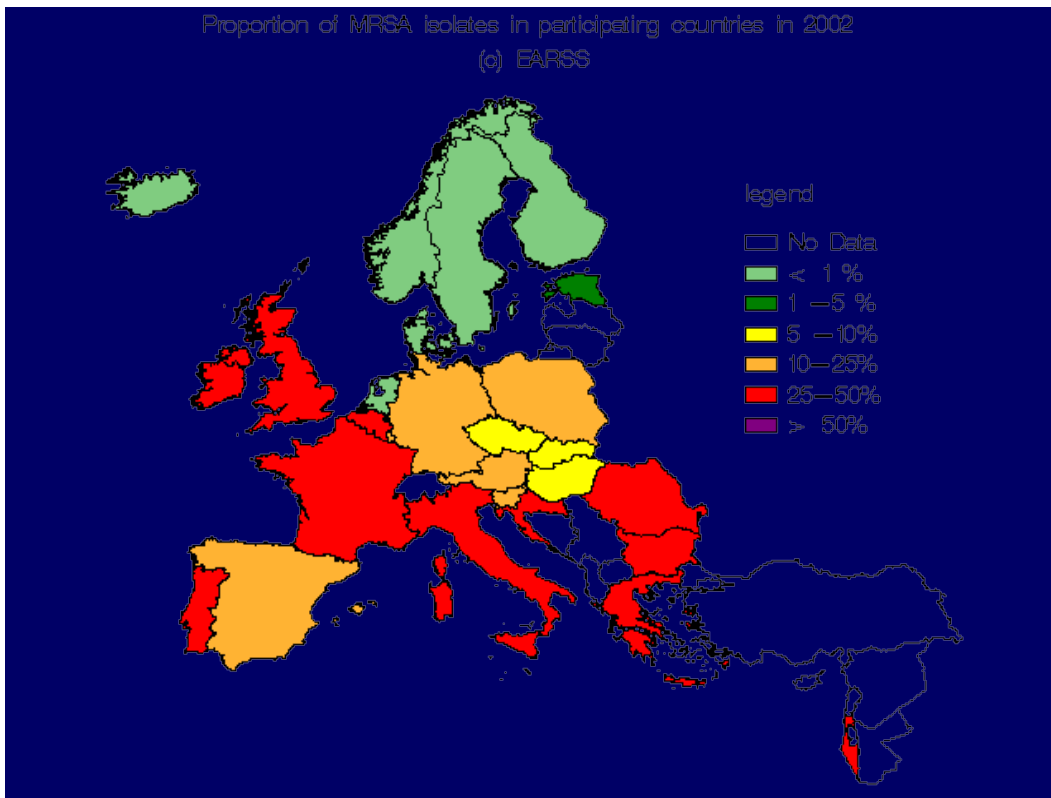 Proportion of MRSA isolates in participating countries in 2002
(c) EARSS
legend
No Data
< 1 %
1 -5 %
5 -10%
10-25%
25-50%
> 50%